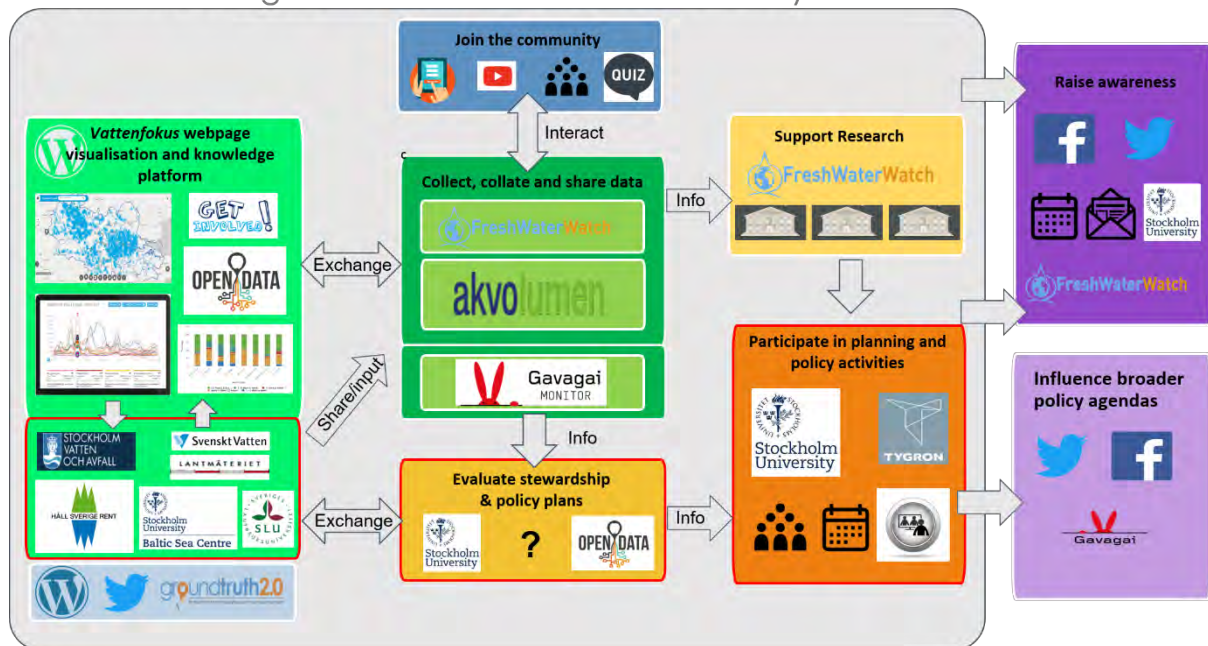 Join the community
QUIZ
Interact
Vattenfokus webpage
visualisation and knowledge
platform
GET
INVOLVED!
OPEN DATA
Exchange
C
Collect, collate and share data
FreshWaterWatch
akvolumen
Gavagai
MONITOR
Info
Support Research
FreshWaterWatch
Raise awareness
Stockholm
University
FreshWaterWatch
Share/input
Info
STOCKHOLM
VATTEN
OCH AVFALL
Svenskt Vatten
LANTMÄTERIET
HÅLL SVERIGE RENT
Stockholm
University
Baltic Sea Centre
SLU
Exchange
Evaluate stewardship
& policy plans
Stockholm
University
?
OPEN DATA
Info
Participate in planning and
policy activities
Stockholm
University
TYGRON
Influence broader
policy agendas
Gavagai
groundtruth2.0